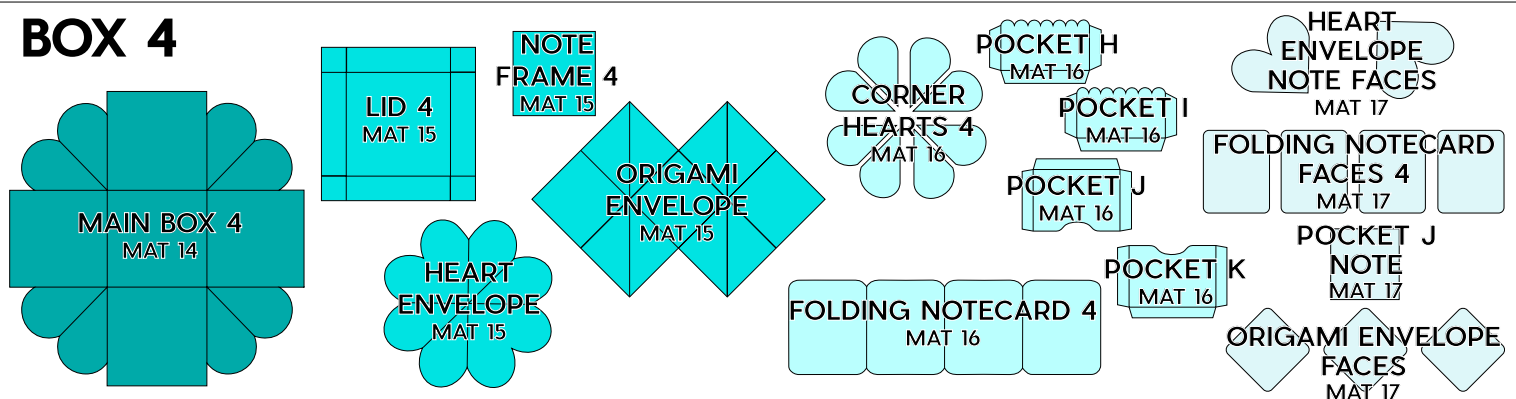 BOX 4
MAIN BOX 4
MAT 14
LID 4
MAT 15
NOTE
FRAME 4
MAT 15
HEART
ENVELOPE
MAT 15
ORIGAMI
ENVELOPE
MAT 15
CORNER
HEARTS 4
MAT 16
FOLDING NOTECARD 4
MAT 16
POCKET H
MAT 16
POCKET I
MAT 16
POCKET J
MAT 16
POCKET K
MAT 16
HEART
ENVELOPE
NOTE FACES
MAT 17
FOLDING NOTECARD
FACES 4
MAT 17
POCKET J
NOTE
MAT 17
ORIGAMI ENVELOPE
FACES
MAT 17